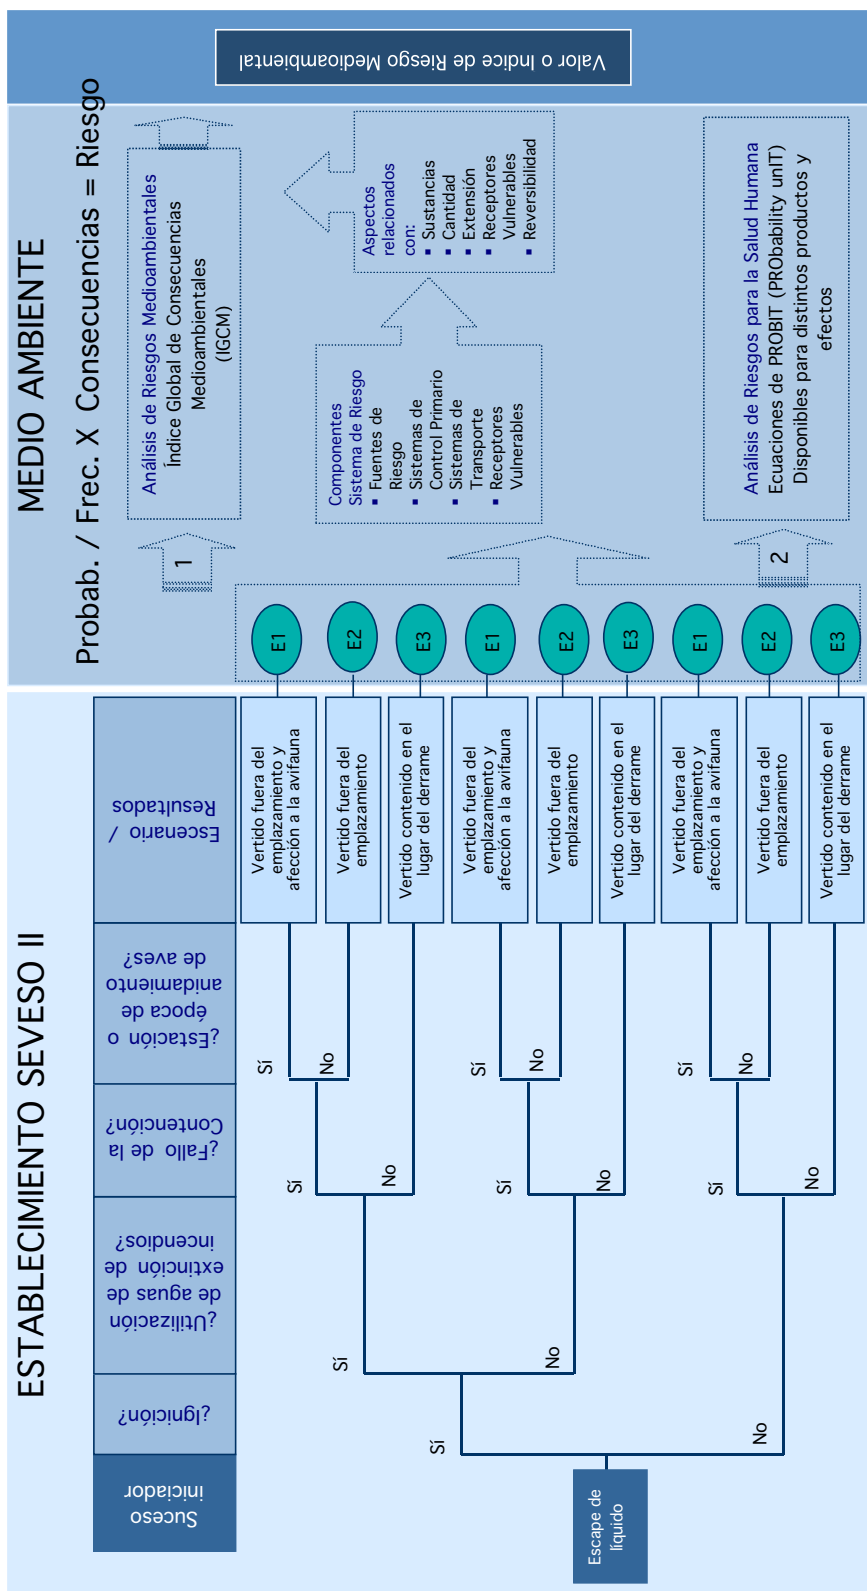 ESTABLECIMIENTO SEVESO II
MEDIO AMBIENTE
Probab. / Frec. X Consecuencias = Riesgo
Suceso
iniciador
¿Ignición?
¿Utilización
de aguas de
extinción de
incendios?
¿Fallo de la
Contención?
¿Estación o
época de
anidamiento
de aves?
Escenario /
Resultados
Escape de
líquido
Sí
No
Sí
No
Sí
No
Sí
No
Sí
No
Sí
No
Sí
No
Sí
No
Vertido fuera del
emplazamiento y
afección a la avifauna
E1
Vertido fuera del
emplazamiento
E2
Vertido contenido en el
lugar del derrame
E3
Vertido fuera del
emplazamiento y
afección a la avifauna
E1
Vertido fuera del
emplazamiento
E2
Vertido contenido en el
lugar del derrame
E3
Vertido fuera del
emplazamiento y
afección a la avifauna
E1
Vertido fuera del
emplazamiento
E2
Vertido contenido en el
lugar del derrame
E3
1
Análisis de Riesgos Medioambientales
Índice Global de Consecuencias
Medioambientales
(IGCM)
Componentes
Sistema de Riesgo
▪ Fuentes de
Riesgo
▪ Sistemas de
Control Primario
▪ Sistemas de
Transporte
▪ Receptores
Vulnerables
Aspectos
relacionados
con:
▪ Sustancias
▪ Cantidad
▪ Extensión
▪ Receptores
Vulnerables
▪ Reversibilidad
2
Análisis de Riesgos para la Salud Humana
Ecuaciones de PROBIT (PRObability unIT)
Disponibles para distintos productos y
efectos
Valor o Indice de Riesgo Medioambiental